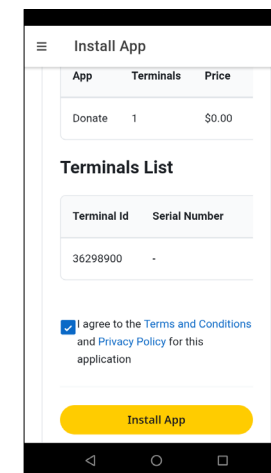 Install App
App Terminals Price
Donate 1 $0.00
Terminals List
Terminal Id Serial Number
36298900 -
I agree to the Terms and Conditions
and Privacy Policy for this
application
Install App